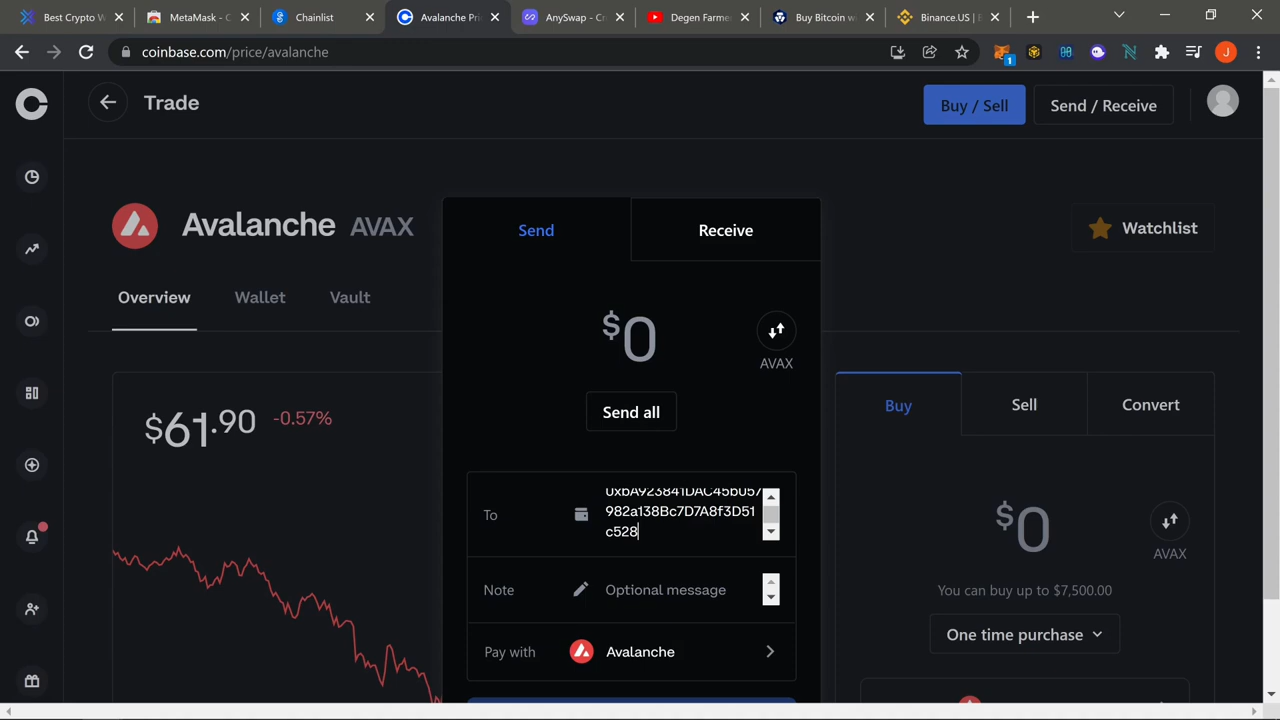 Best Crypto W
MetaMask - C
Chainlist
Avalanche Pri
AnySwap - Cr
Degen Farme
Buy Bitcoin w
Binance.US | B
coinbase.com/price/avalanche
1
J
Trade
Buy / Sell
Send / Receive
Avalanche AVAX
Watchlist
Overview
Wallet
Vault
$61.90 -0.57%
Send
Receive
$0
AVAX
Send all
To
0xbA923841DAC45b057
982a138Bc7D7A8f3D51
c528
Note
Optional message
Pay with
Avalanche
Buy
Sell
Convert
$0
AVAX
You can buy up to $7,500.00
One time purchase